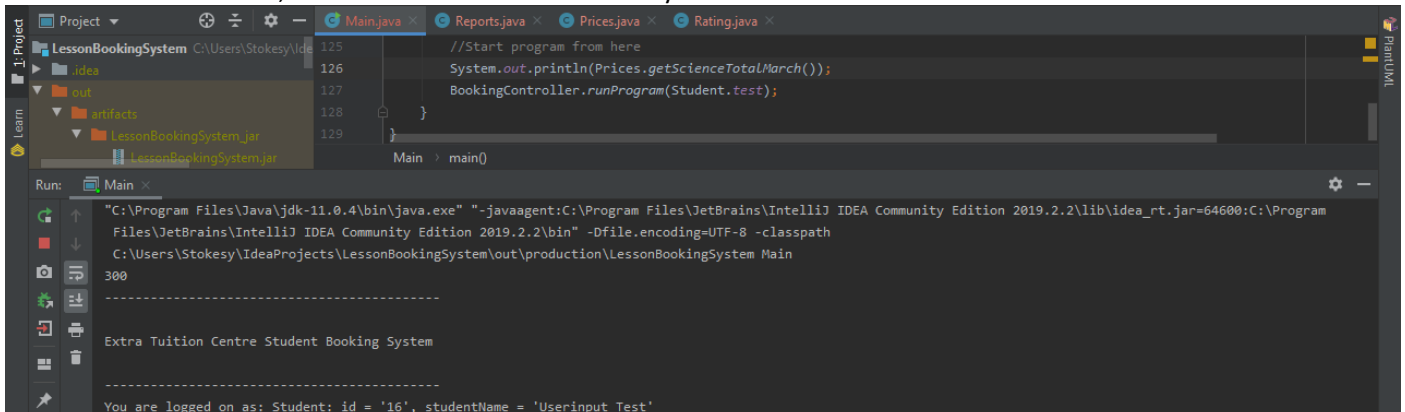 Project
Main.java
Reports.java
Prices.java
Rating.java
1: Project
LessonBookingSystem C:\Users\Stokesy\Ide
.idea
out
artifacts
LessonBookingSystem_jar
LessonBookingSystem.jar
Learn
125 //Start program from here
126 System.out.println(Prices.getScienceTotalMarch());
127 BookingController.runProgram(Student.test);
128 }
129 }
Main > main()
PlantUML
Run: Main
"C:\Program Files\Java\jdk-11.0.4\bin\java.exe" "-javaagent:C:\Program Files\JetBrains\IntelliJ IDEA Community Edition 2019.2.2\lib\idea_rt.jar=64600:C:\Program
Files\JetBrains\IntelliJ IDEA Community Edition 2019.2.2\bin" -Dfile.encoding=UTF-8 -classpath
C:\Users\Stokesy\IdeaProjects\LessonBookingSystem\out\production\LessonBookingSystem Main
300
--------------------------------------------
Extra Tuition Centre Student Booking System
--------------------------------------------
You are logged on as: Student: id = '16', studentName = 'Userinput Test'